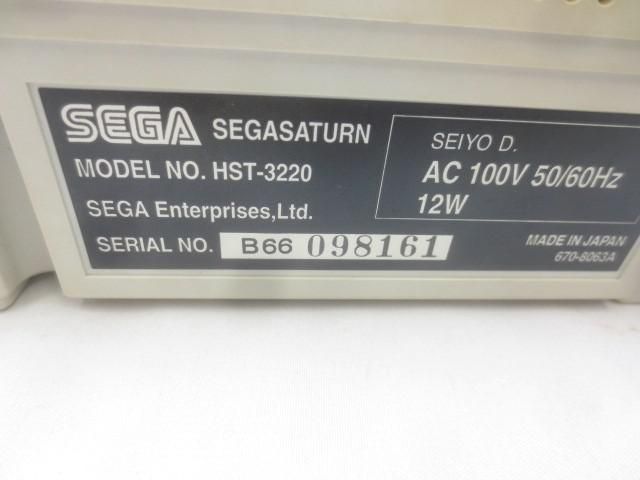 SEGA SEGASATURN
MODEL NO. HST-3220
SEGA Enterprises,Ltd.
SERIAL NO. B66 098161
SEIYO D.
AC 100V 50/60Hz
12W
MADE IN JAPAN
670-8063A